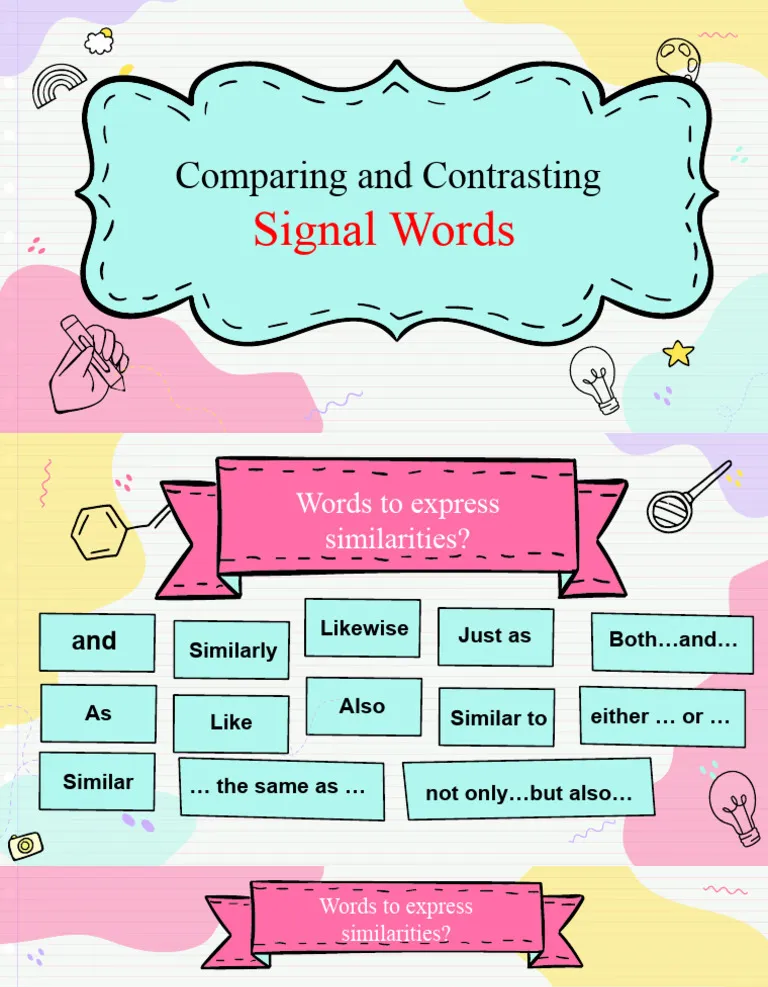 Comparing and Contrasting
Signal Words
Words to express
similarities?
and
Similarly
Likewise
Just as
Both…and…
As
Like
Also
Similar to
either … or …
Similar
… the same as …
not only…but also…
Words to express
similarities?